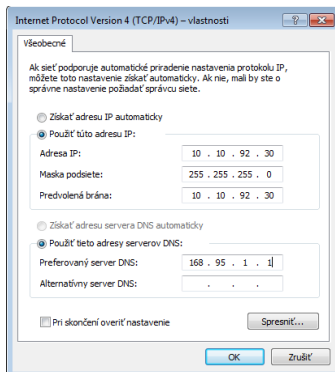 Internet Protocol Version 4 (TCP/IPv4) – vlastnosti
Všeobecné
Ak sieť podporuje automatické priradenie nastavenia protokolu IP,
môžete toto nastavenie získať automaticky. Ak nie, mali by ste o
správne nastavenie požiadať správcu siete.
Získať adresu IP automaticky
Použiť túto adresu IP:
Adresa IP: 10 . 10 . 92 . 30
Maska podsiete: 255 . 255 . 255 . 0
Predvolená brána: 10 . 10 . 92 . 30
Získať adresu servera DNS automaticky
Použiť tieto adresy serverov DNS:
Preferovaný server DNS: 168 . 95 . 1 . 1
Alternatívny server DNS: . . .
Pri skončení overiť nastavenie
Spresniť...
OK Zrušiť